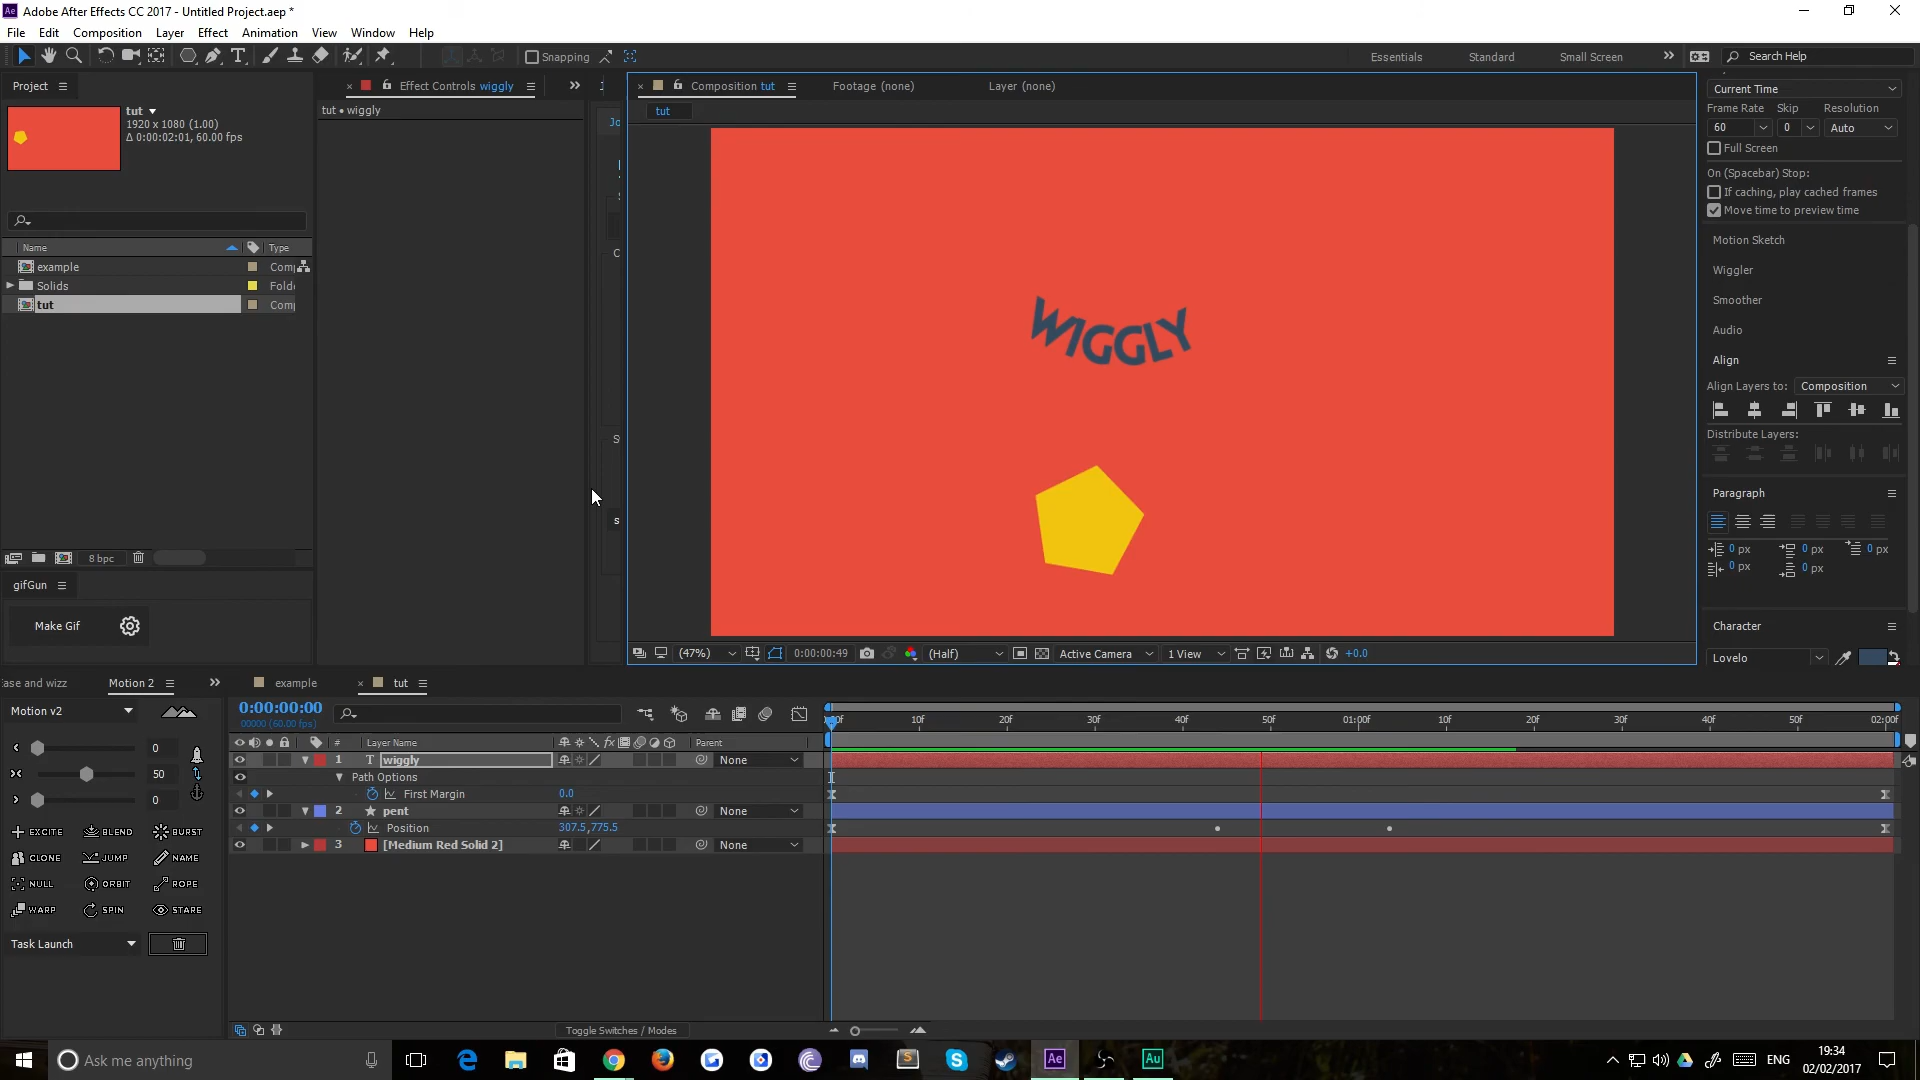 Ae Adobe After Effects CC 2017 - Untitled Project.aep *
File Edit Composition Layer Effect Animation View Window Help
Snapping
Essentials Standard Small Screen
Search Help
Project
tut
1920 x 1080 (1.00)
Δ 0:00:02:01, 60.00 fps
Name Type
example Com
Solids Folde
tut Com
8 bpc
gifGun
Make Gif
Effect Controls wiggly
tut • wiggly
Composition tut
Footage (none)
Layer (none)
tut
WIGGLY
(47%) 0:00:00:49 (Half) Active Camera 1 View +0.0
Current Time
Frame Rate Skip Resolution
60 0 Auto
Full Screen
On (Spacebar) Stop:
If caching, play cached frames
Move time to preview time
Motion Sketch
Wiggler
Smoother
Audio
Align
Align Layers to: Composition
Distribute Layers:
Paragraph
0 px 0 px 0 px
0 px 0 px
Character
Lovelo
ase and wizz Motion 2
Motion v2
0
50
0
EXCITE BLEND BURST
CLONE JUMP NAME
NULL ORBIT ROPE
WARP SPIN STARE
Task Launch
example tut
0:00:00:00
00000 (60.00 fps)
# Layer Name Parent
1 T wiggly None
Path Options
First Margin 0.0
2 pent None
Position 307.5,775.5
3 [Medium Red Solid 2] None
10f 20f 30f 40f 50f 01:00f 10f 20f 30f 40f 50f 02:00f
Toggle Switches / Modes
Ask me anything
Ae Au
ENG
19:34
02/02/2017